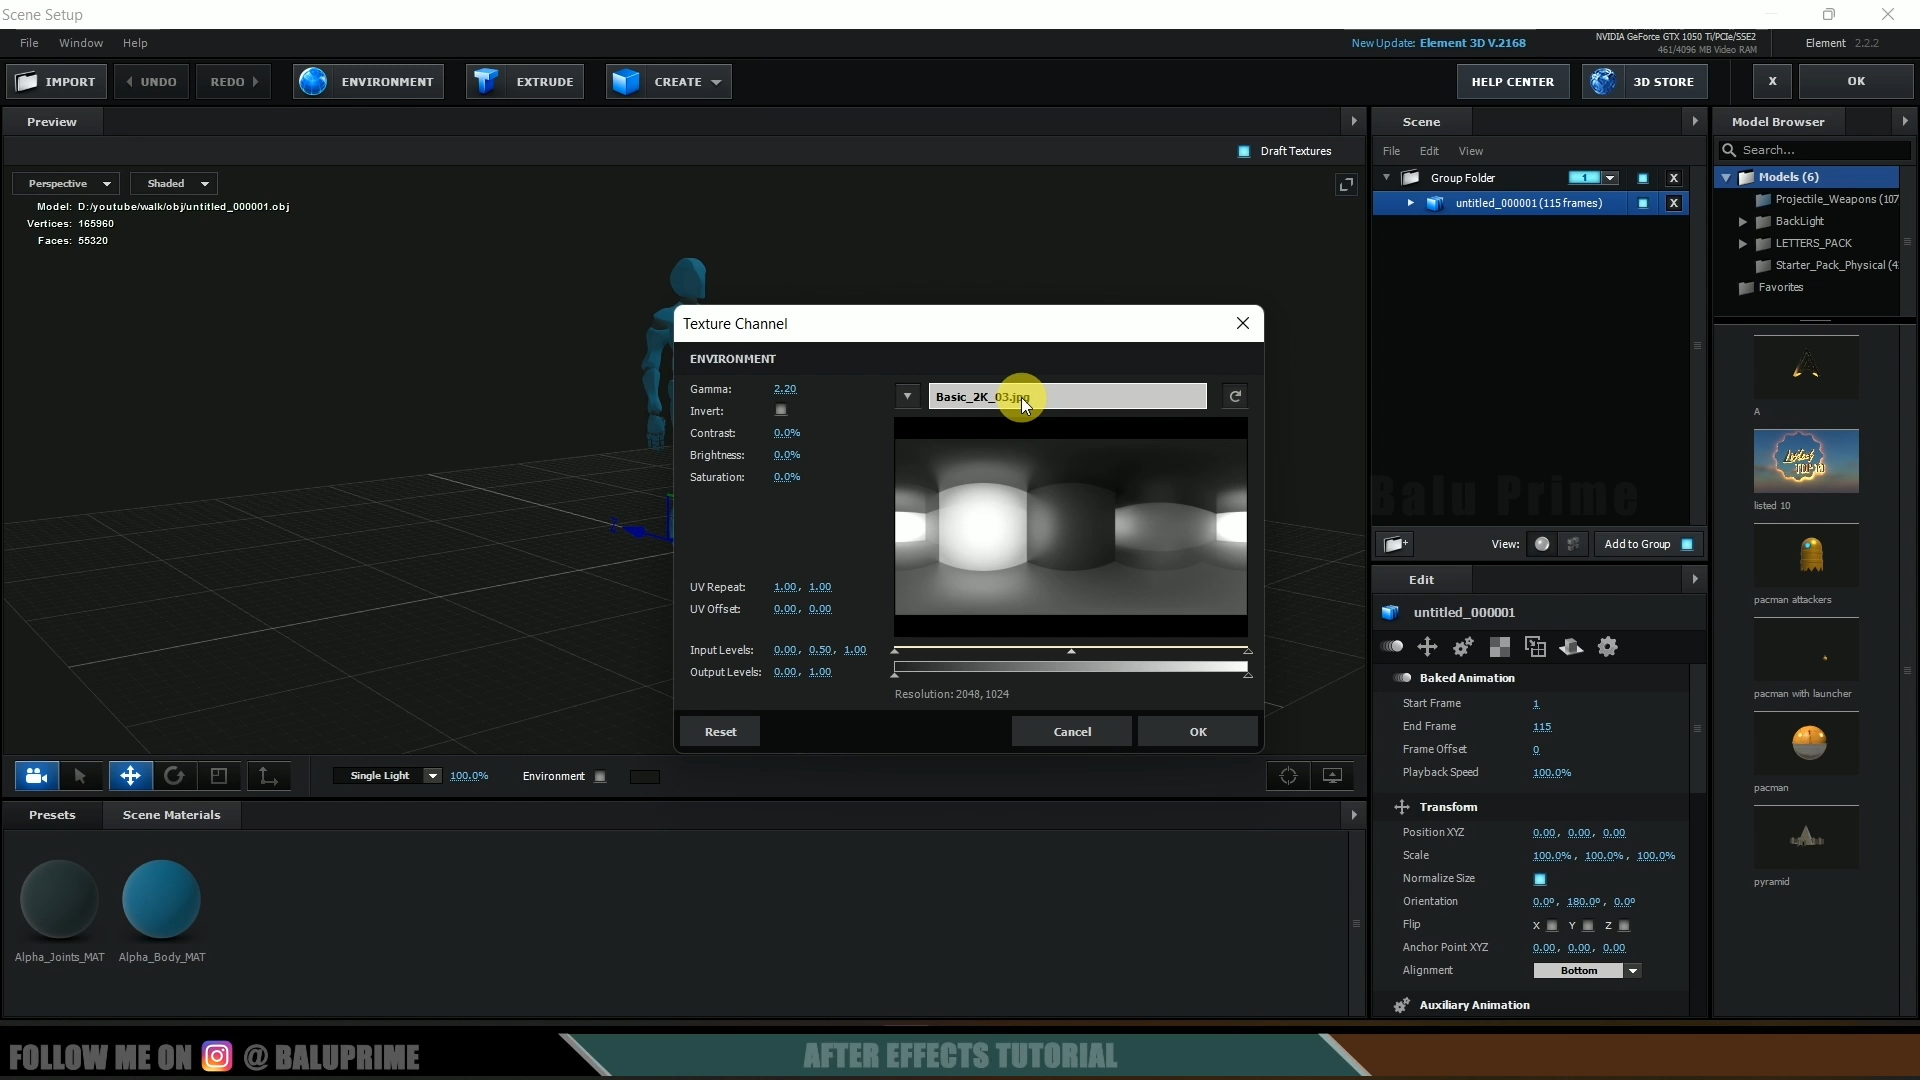 Scene Setup
File Window Help
New Update: Element 3D V.2168
NVIDIA GeForce GTX 1050 Ti/PCIe/SSE2
461/4096 MB Video RAM
Element 2.2.2
IMPORT UNDO REDO ENVIRONMENT EXTRUDE CREATE HELP CENTER 3D STORE X OK
Preview
Draft Textures
Perspective Shaded
Model: D:/youtube/walk/obj/untitled_000001.obj
Vertices: 165960
Faces: 55320
Texture Channel
ENVIRONMENT
Gamma: 2.20
Invert:
Contrast: 0.0%
Brightness: 0.0%
Saturation: 0.0%
UV Repeat: 1.00, 1.00
UV Offset: 0.00, 0.00
Input Levels: 0.00, 0.50, 1.00
Output Levels: 0.00, 1.00
Basic_2K_03.jpg
Resolution: 2048, 1024
Reset Cancel OK
Single Light 100.0% Environment
Presets Scene Materials
Alpha_Joints_MAT Alpha_Body_MAT
Scene
File Edit View
Group Folder 1 X
untitled_000001 (115 frames) X
Balu Prime
View: Add to Group
Edit
untitled_000001
Baked Animation
Start Frame 1
End Frame 115
Frame Offset 0
Playback Speed 100.0%
Transform
Position XYZ 0.00, 0.00, 0.00
Scale 100.0%, 100.0%, 100.0%
Normalize Size
Orientation 0.0º, 180.0º, 0.0º
Flip X Y Z
Anchor Point XYZ 0.00, 0.00, 0.00
Alignment Bottom
Auxiliary Animation
Model Browser
Search...
Models (6)
Projectile_Weapons (107
BackLight
LETTERS_PACK
Starter_Pack_Physical (4
Favorites
A
listed 10
pacman attackers
pacman with launcher
pacman
pyramid
FOLLOW ME ON @ BALUPRIME
AFTER EFFECTS TUTORIAL